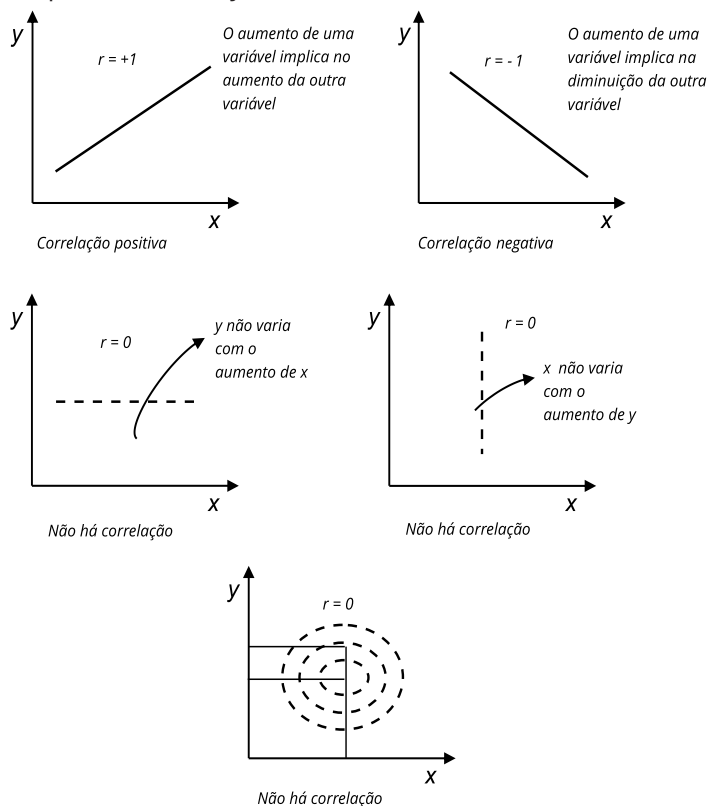 y
r = +1
O aumento de uma
variável implica no
aumento da outra
variável
x
Correlação positiva
y
r = - 1
O aumento de uma
variável implica na
diminuição da outra
variável
x
Correlação negativa
y
r = 0
y não varia
com o
aumento de x
x
Não há correlação
y
r = 0
x não varia
com o
aumento de y
x
Não há correlação
y
r = 0
x
Não há correlação